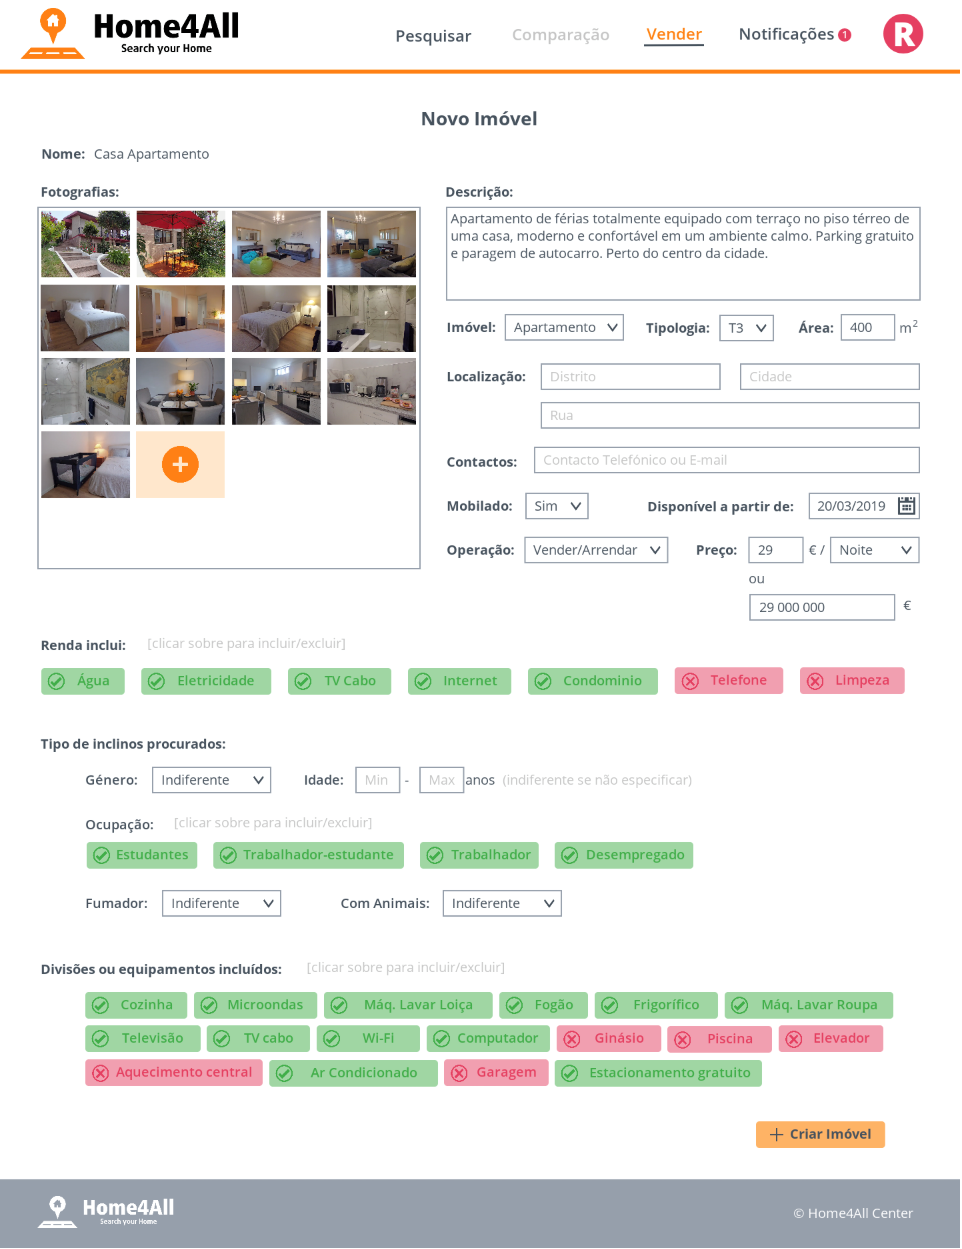 Home4All
Search your Home
Pesquisar Comparação Vender Notificações 1 R
Novo Imóvel
Nome: Casa Apartamento
Fotografias:
Descrição:
Apartamento de férias totalmente equipado com terraço no piso térreo de
uma casa, moderno e confortável em um ambiente calmo. Parking gratuito
e paragem de autocarro. Perto do centro da cidade.
Imóvel: Apartamento Tipologia: T3 Área: 400 m²
Localização: Distrito Cidade
Rua
Contactos: Contacto Telefónico ou E-mail
Mobilado: Sim Disponível a partir de: 20/03/2019
Operação: Vender/Arrendar Preço: 29 € / Noite
ou
29 000 000 €
Renda inclui: [clicar sobre para incluir/excluir]
Água Eletricidade TV Cabo Internet Condominio Telefone Limpeza
Tipo de inclinos procurados:
Género: Indiferente Idade: Min - Max anos (indiferente se não especificar)
Ocupação: [clicar sobre para incluir/excluir]
Estudantes Trabalhador-estudante Trabalhador Desempregado
Fumador: Indiferente Com Animais: Indiferente
Divisões ou equipamentos incluídos: [clicar sobre para incluir/excluir]
Cozinha Microondas Máq. Lavar Loiça Fogão Frigorífico Máq. Lavar Roupa
Televisão TV cabo Wi-Fi Computador Ginásio Piscina Elevador
Aquecimento central Ar Condicionado Garagem Estacionamento gratuito
+ Criar Imóvel
Home4All
Search your Home
© Home4All Center